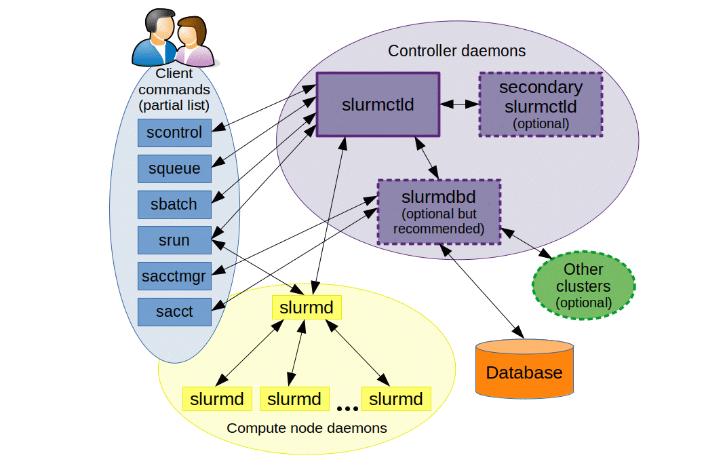 Client
commands
(partial list)
scontrol
squeue
sbatch
srun
sacctmgr
sacct
Controller daemons
slurmctld
secondary
slurmctld
(optional)
slurmdbd
(optional but
recommended)
Other
clusters
(optional)
Database
slurmd
slurmd
slurmd
...
slurmd
Compute node daemons